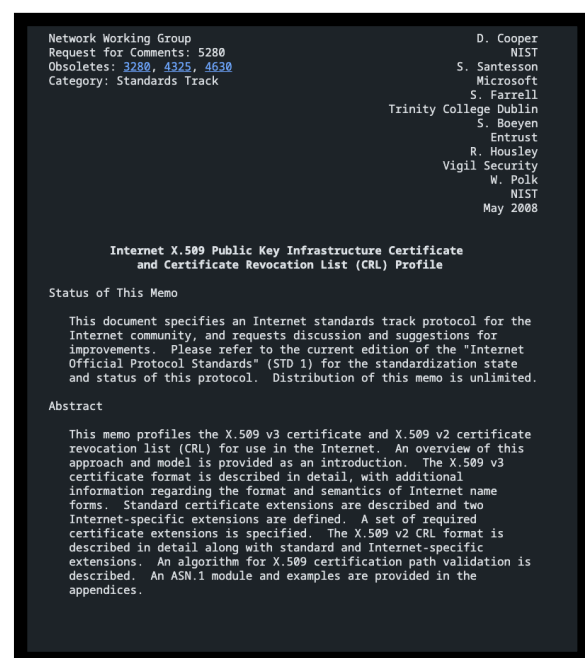 Network Working Group D. Cooper
Request for Comments: 5280 NIST
Obsoletes: 3280, 4325, 4630 S. Santesson
Category: Standards Track Microsoft
S. Farrell
Trinity College Dublin
S. Boeyen
Entrust
R. Housley
Vigil Security
W. Polk
NIST
May 2008
Internet X.509 Public Key Infrastructure Certificate
and Certificate Revocation List (CRL) Profile
Status of This Memo
This document specifies an Internet standards track protocol for the
Internet community, and requests discussion and suggestions for
improvements. Please refer to the current edition of the "Internet
Official Protocol Standards" (STD 1) for the standardization state
and status of this protocol. Distribution of this memo is unlimited.
Abstract
This memo profiles the X.509 v3 certificate and X.509 v2 certificate
revocation list (CRL) for use in the Internet. An overview of this
approach and model is provided as an introduction. The X.509 v3
certificate format is described in detail, with additional
information regarding the format and semantics of Internet name
forms. Standard certificate extensions are described and two
Internet-specific extensions are defined. A set of required
certificate extensions is specified. The X.509 v2 CRL format is
described in detail along with standard and Internet-specific
extensions. An algorithm for X.509 certification path validation is
described. An ASN.1 module and examples are provided in the
appendices.